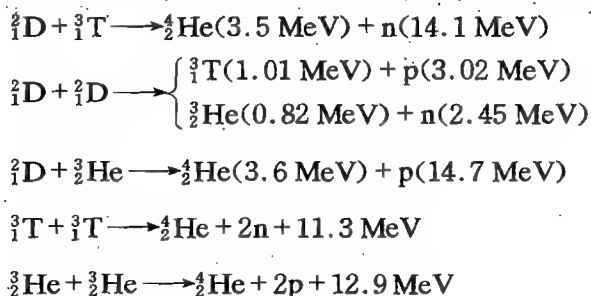 ²₁D + ³₁T ⟶ ⁴₂He(3.5 MeV) + n(14.1 MeV)
²₁D + ²₁D ⟶ { ³₁T(1.01 MeV) + p(3.02 MeV)
³₂He(0.82 MeV) + n(2.45 MeV)
²₁D + ³₂He ⟶ ⁴₂He(3.6 MeV) + p(14.7 MeV)
³₁T + ³₁T ⟶ ⁴₂He + 2n + 11.3 MeV
³₂He + ³₂He ⟶ ⁴₂He + 2p + 12.9 MeV